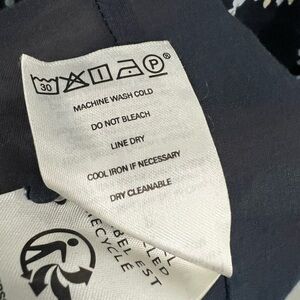 30 P
MACHINE WASH COLD
DO NOT BLEACH
LINE DRY
COOL IRON IF NECESSARY
DRY CLEANABLE
RECYCLE